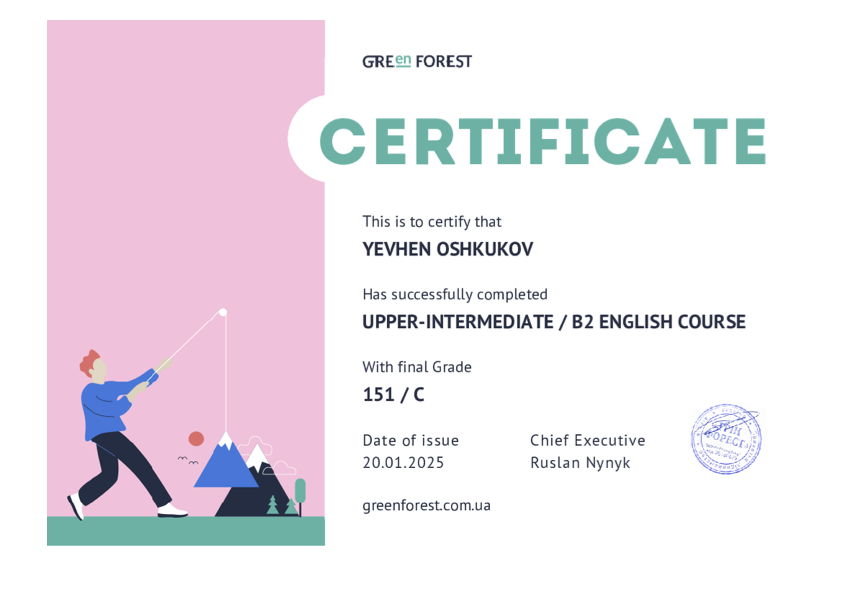 GREen FOREST
CERTIFICATE
This is to certify that
YEVHEN OSHKUKOV
Has successfully completed
UPPER-INTERMEDIATE / B2 ENGLISH COURSE
With final Grade
151 / C
Date of issue
20.01.2025
Chief Executive
Ruslan Nynyk
greenforest.com.ua